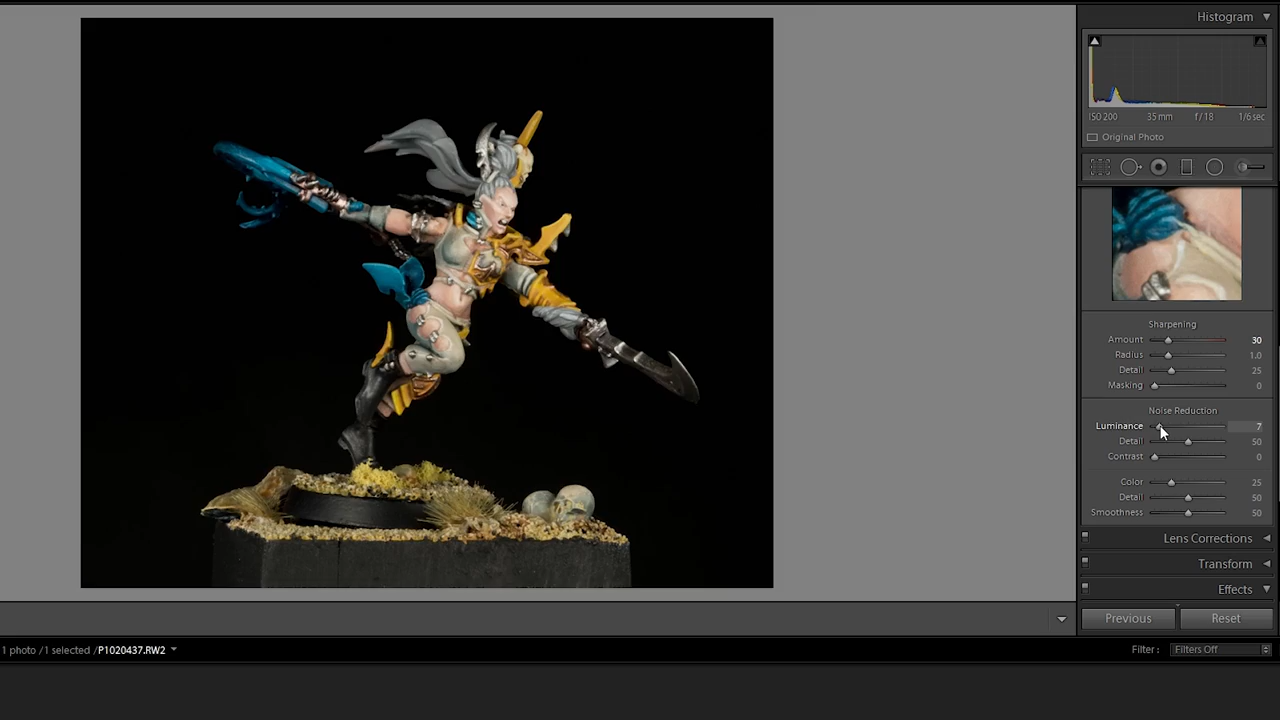 Histogram
ISO 200 35 mm f / 18 1/6 sec
Original Photo
Sharpening
Amount 30
Radius 1,0
Detail 25
Masking 0
Noise Reduction
Luminance 7
Detail 50
Contrast 0
Color 25
Detail 50
Smoothness 50
Lens Corrections
Transform
Effects
Previous Reset
1 photo / 1 selected / P1020437.RW2
Filter : Filters Off